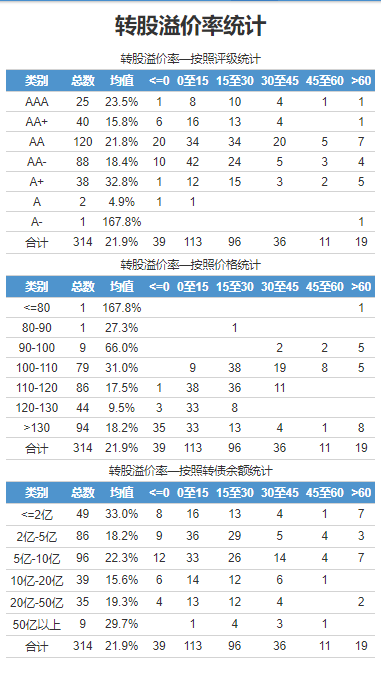 转股溢价率统计
转股溢价率—按照评级统计
类别 总数 均值 <=0 0至15 15至30 30至45 45至60 >60
AAA 25 23.5% 1 8 10 4 1 1
AA+ 40 15.8% 6 16 13 4 1
AA 120 21.8% 20 34 34 20 5 7
AA- 88 18.4% 10 42 24 5 3 4
A+ 38 32.8% 1 12 15 3 2 5
A 2 4.9% 1 1
A- 1 167.8% 1
合计 314 21.9% 39 113 96 36 11 19
转股溢价率—按照价格统计
类别 总数 均值 <=0 0至15 15至30 30至45 45至60 >60
<=80 1 167.8% 1
80-90 1 27.3% 1
90-100 9 66.0% 2 2 5
100-110 79 31.0% 9 38 19 8 5
110-120 86 17.5% 1 38 36 11
120-130 44 9.5% 3 33 8
>130 94 18.2% 35 33 13 4 1 8
合计 314 21.9% 39 113 96 36 11 19
转股溢价率—按照转债余额统计
类别 总数 均值 <=0 0至15 15至30 30至45 45至60 >60
<=2亿 49 33.0% 8 16 13 4 1 7
2亿-5亿 86 18.2% 9 36 29 5 4 3
5亿-10亿 96 22.3% 12 33 26 14 4 7
10亿-20亿 39 15.6% 6 14 12 6 1
20亿-50亿 35 19.3% 4 13 12 4 2
50亿以上 9 29.7% 1 4 3 1
合计 314 21.9% 39 113 96 36 11 19